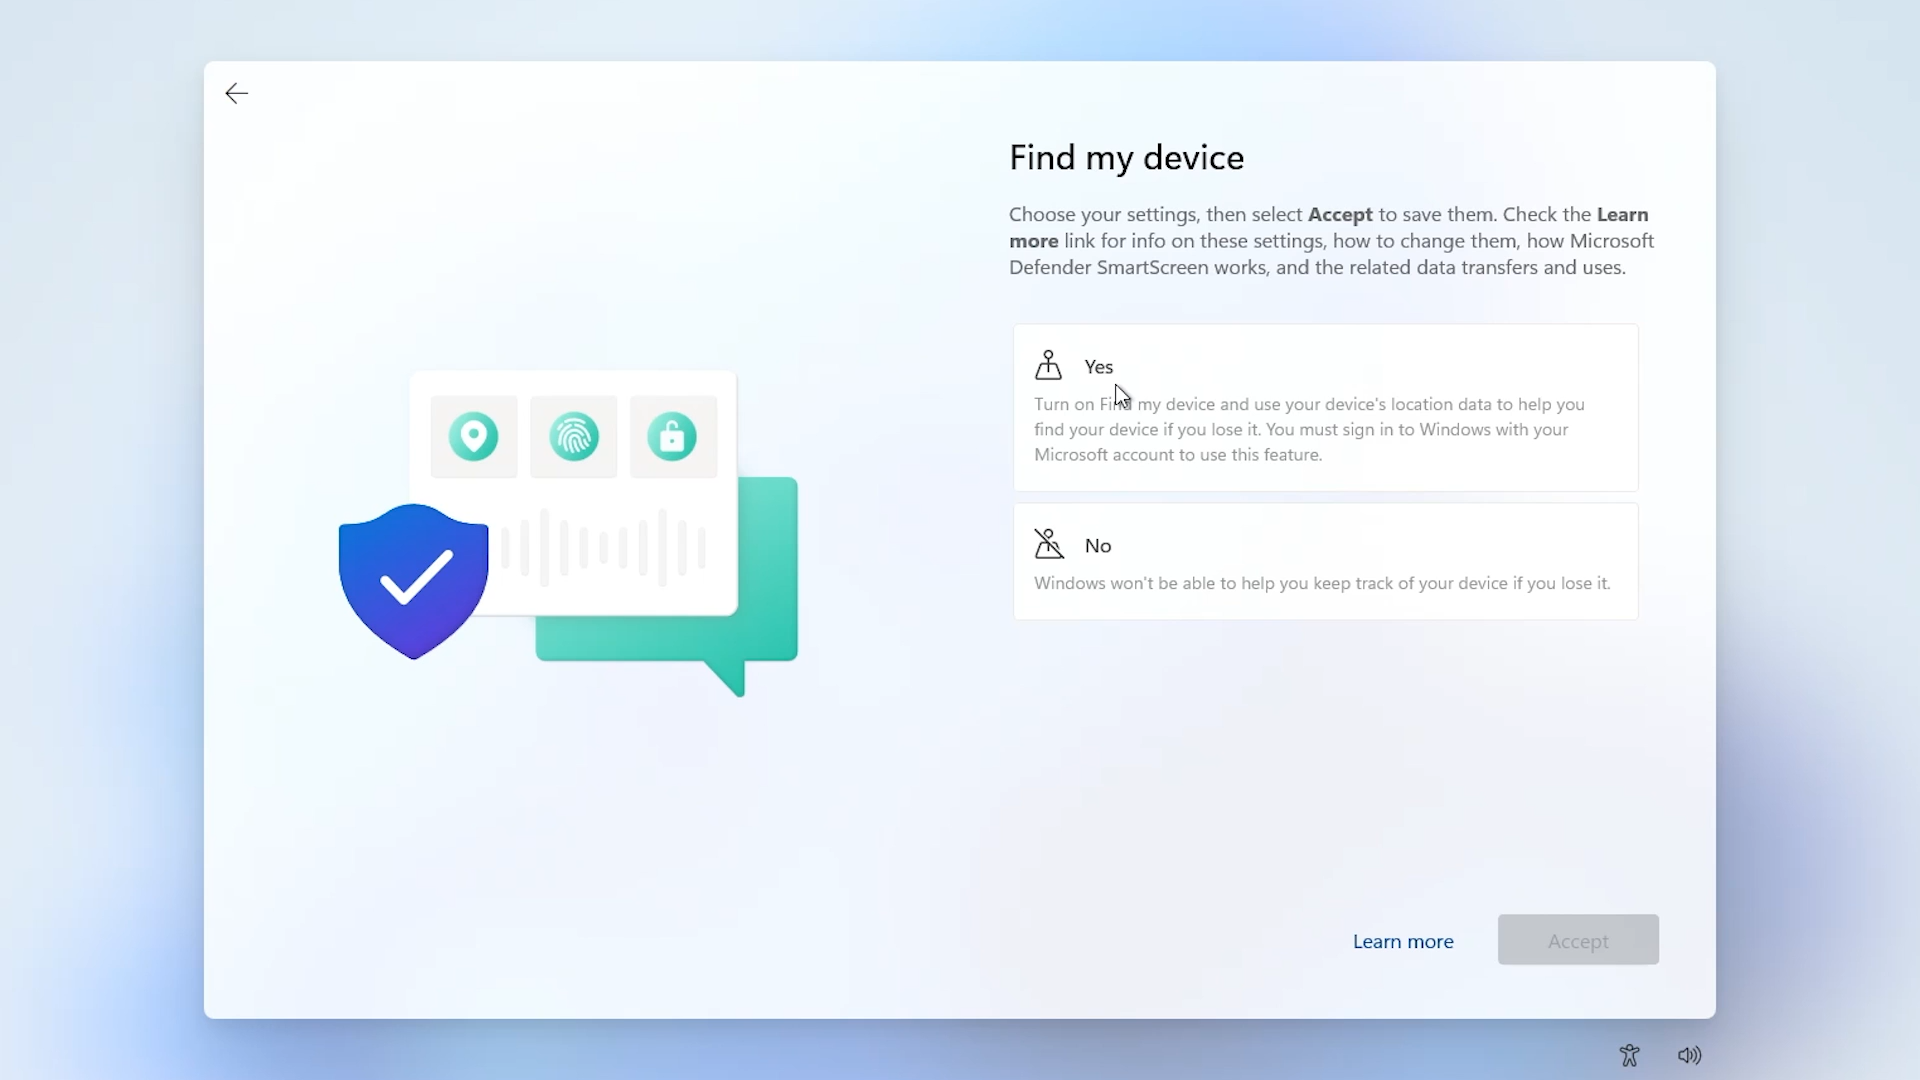 Find my device
Choose your settings, then select Accept to save them. Check the Learn
more link for info on these settings, how to change them, how Microsoft
Defender SmartScreen works, and the related data transfers and uses.
Yes
Turn on Find my device and use your device's location data to help you
find your device if you lose it. You must sign in to Windows with your
Microsoft account to use this feature.
No
Windows won't be able to help you keep track of your device if you lose it.
Learn more
Accept